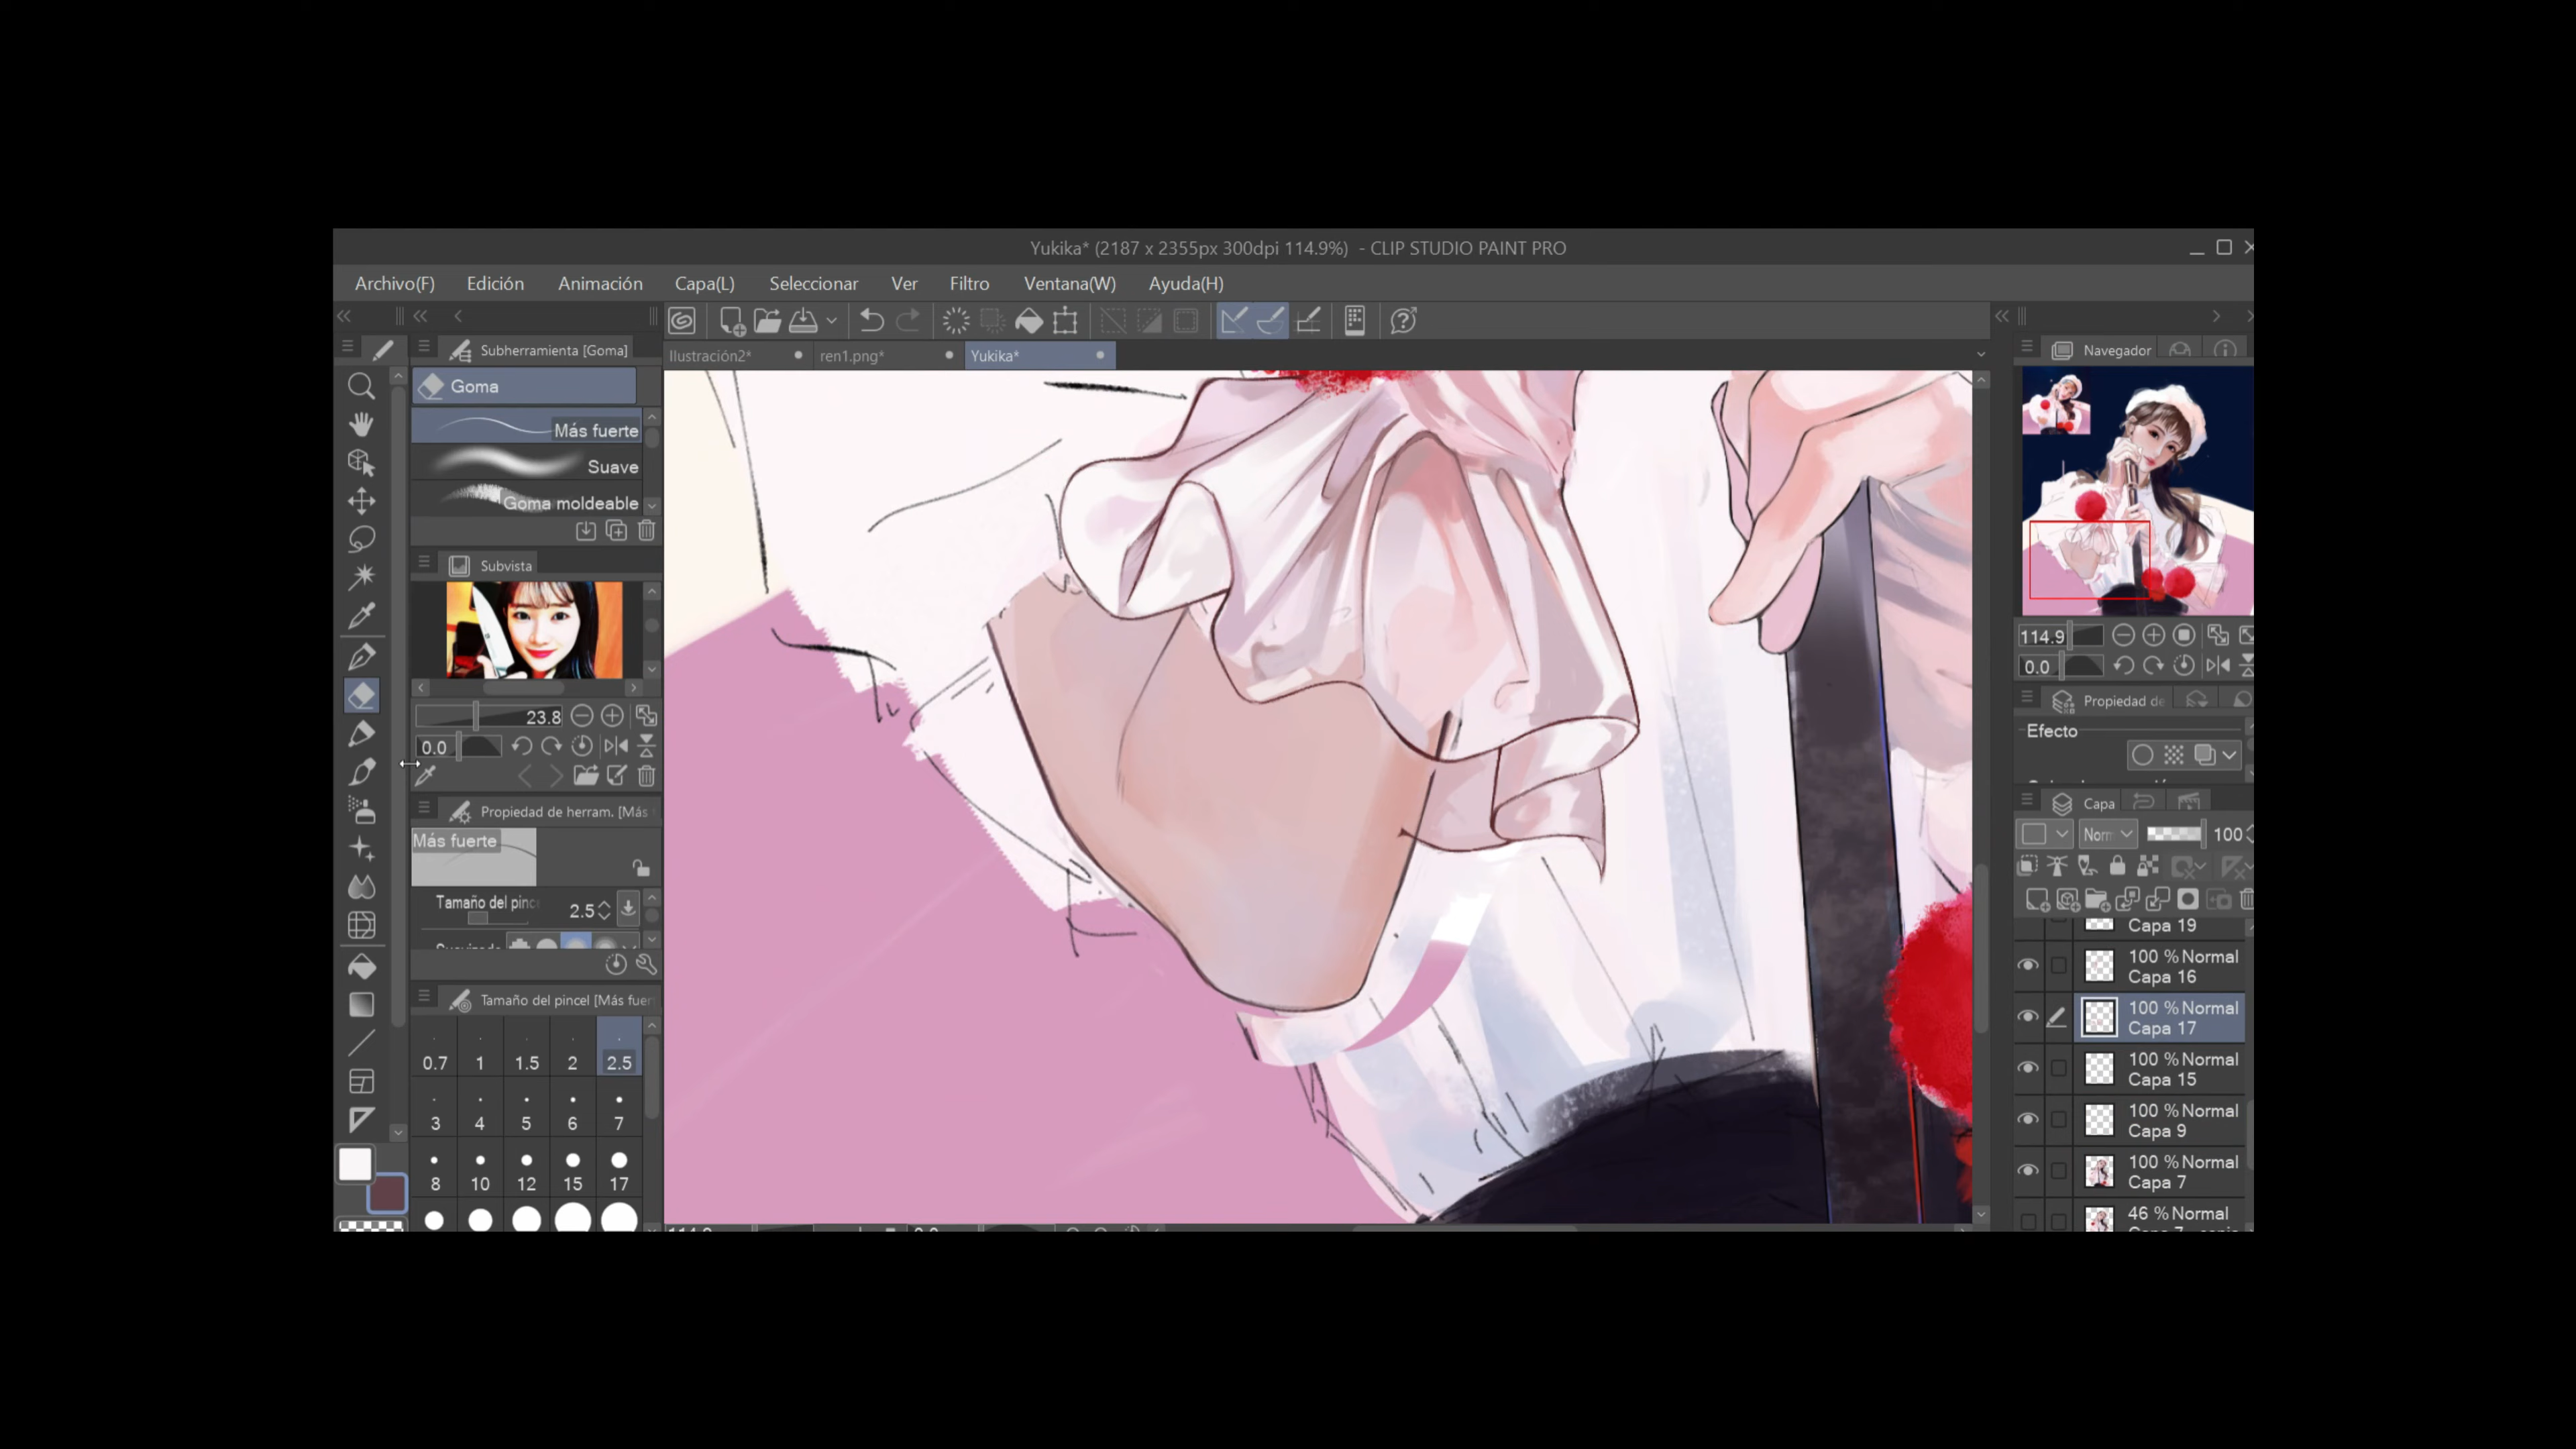 Yukika* (2187 x 2355px 300dpi 114.9%) - CLIP STUDIO PAINT PRO
Archivo(F) Edición Animación Capa(L) Seleccionar Ver Filtro Ventana(W) Ayuda(H)
Ilustración2* ren1.png* Yukika*
Subherramienta [Goma]
Goma
Más fuerte
Suave
Goma moldeable
Subvista
23.8
0.0
Propiedad de herram. [Más
Más fuerte
Tamaño del pinc
2.5
Tamaño del pincel [Más fuer
0.7 1 1.5 2 2.5
3 4 5 6 7
8 10 12 15 17
Navegador
114.9
0.0
Propiedad de
Efecto
Capa
Norm
100
Capa 19
100 % Normal
Capa 16
100 % Normal
Capa 17
100 % Normal
Capa 15
100 % Normal
Capa 9
100 % Normal
Capa 7
46 % Normal